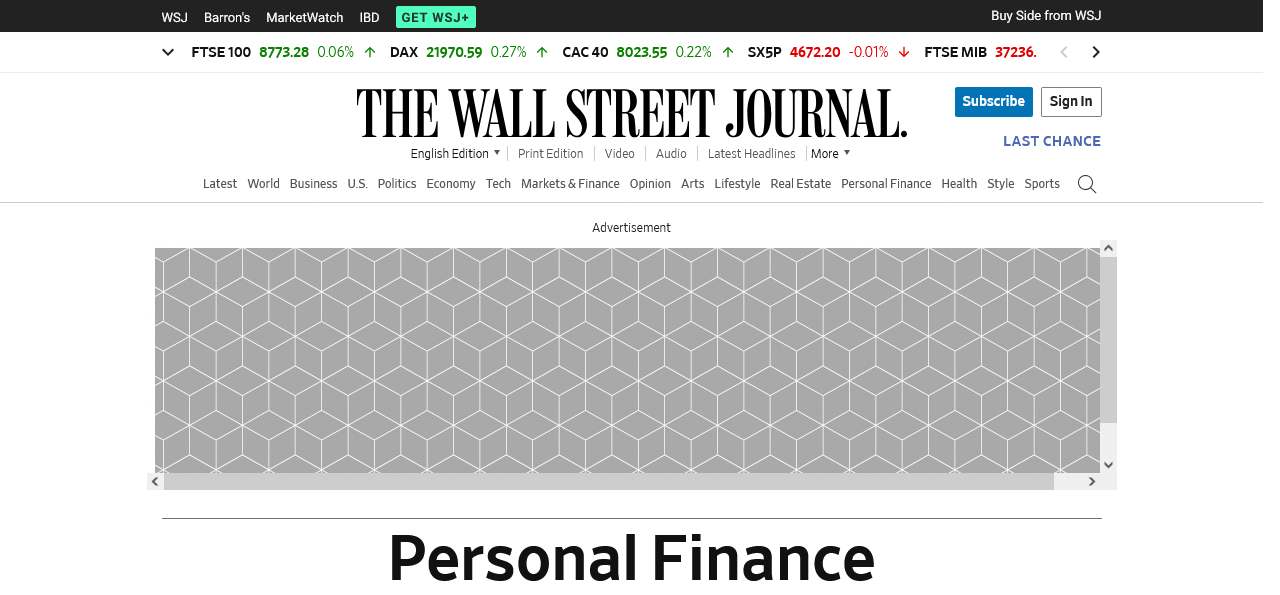 WSJ Barron's MarketWatch IBD GET WSJ+ Buy Side from WSJ
FTSE 100 8773.28 0.06% DAX 21970.59 0.27% CAC 40 8023.55 0.22% SX5P 4672.20 -0.01% FTSE MIB 37236.
THE WALL STREET JOURNAL.
Subscribe Sign In
LAST CHANCE
English Edition Print Edition Video Audio Latest Headlines More
Latest World Business U.S. Politics Economy Tech Markets & Finance Opinion Arts Lifestyle Real Estate Personal Finance Health Style Sports
Advertisement
Personal Finance